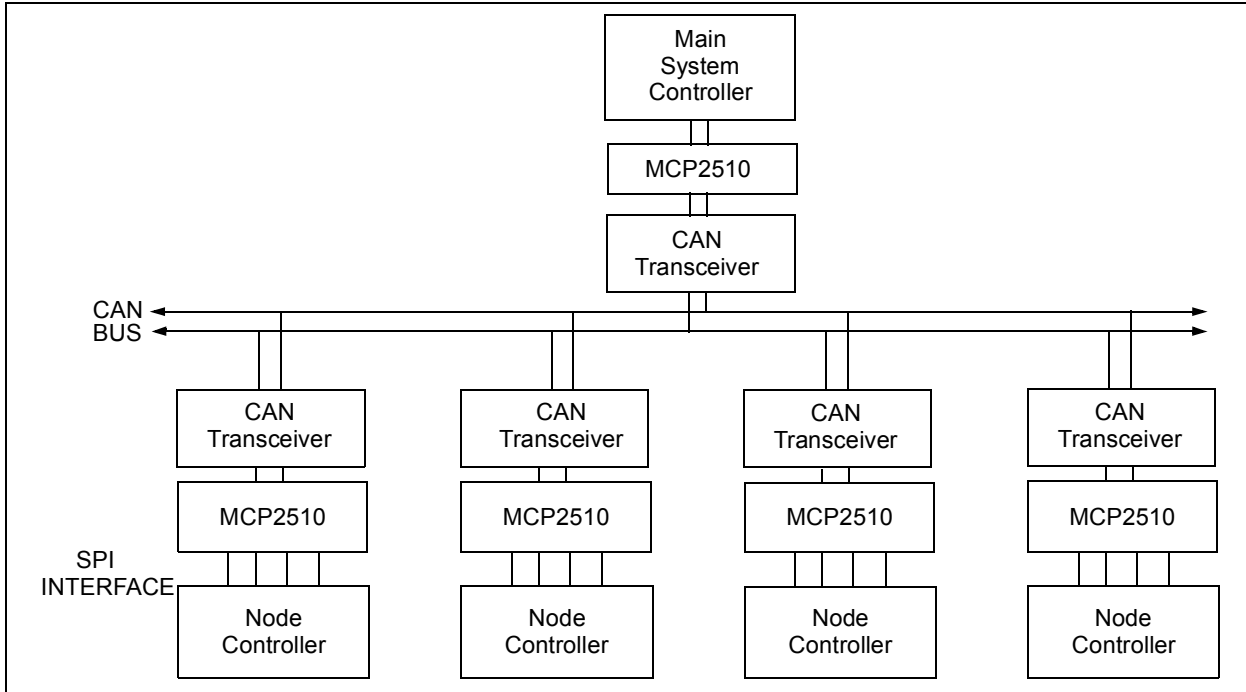 Main
System
Controller
MCP2510
CAN
Transceiver
CAN
BUS
CAN
Transceiver
CAN
Transceiver
CAN
Transceiver
CAN
Transceiver
MCP2510
MCP2510
MCP2510
MCP2510
SPI
INTERFACE
Node
Controller
Node
Controller
Node
Controller
Node
Controller